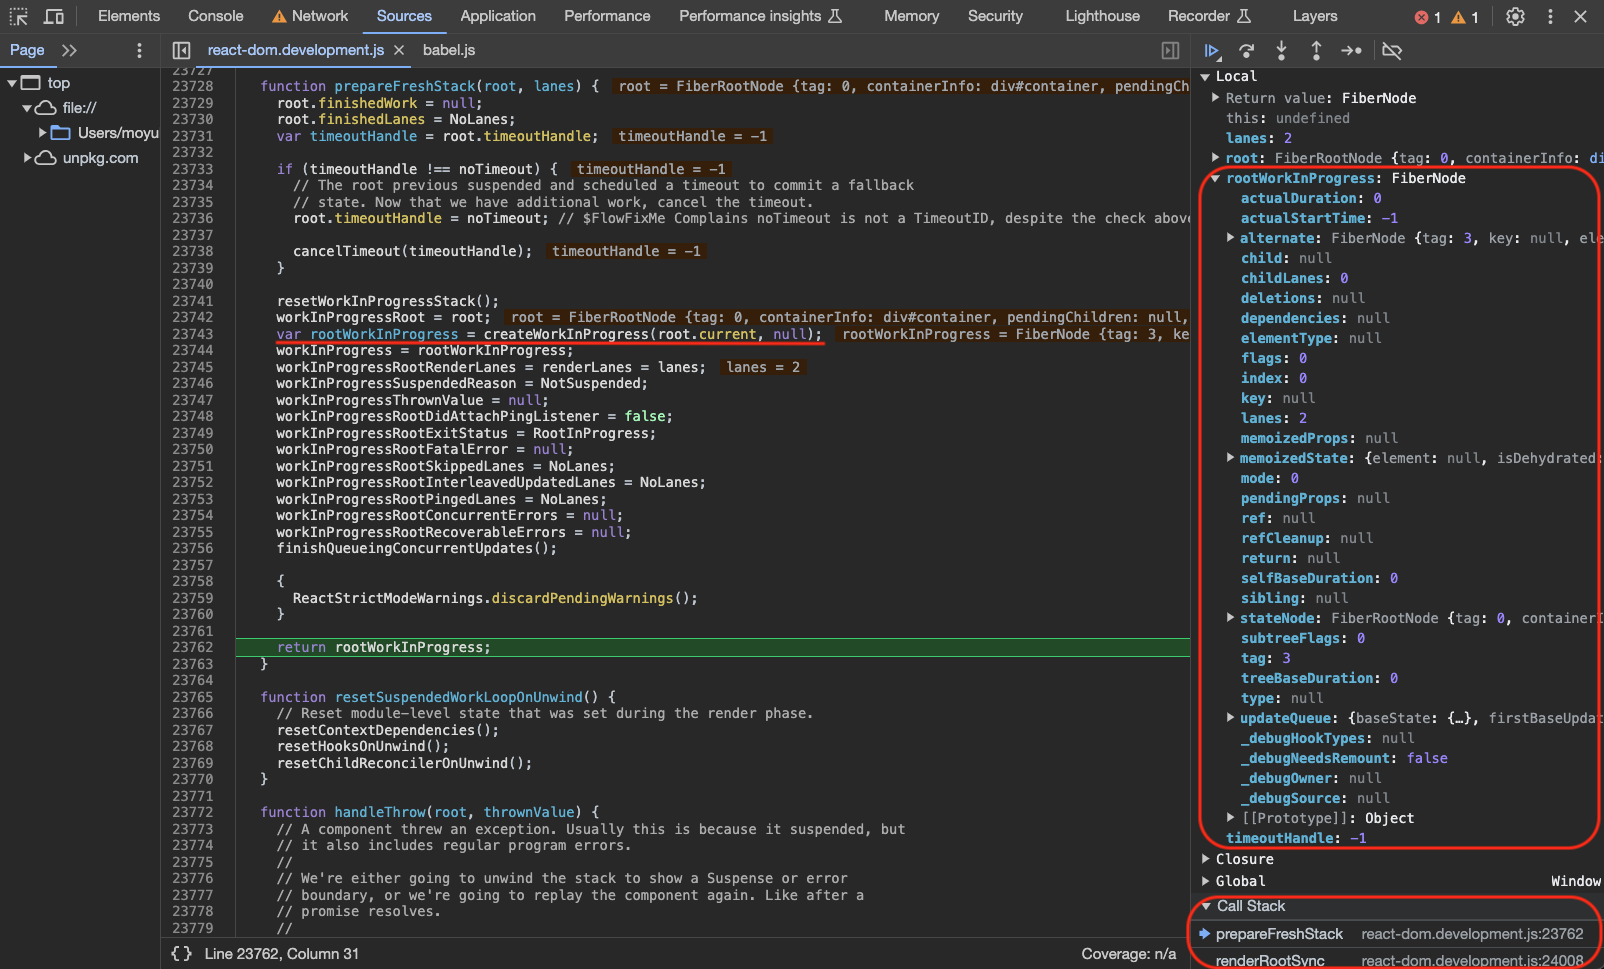 Elements Console Network Sources Application Performance Performance insights Memory Security Lighthouse Recorder Layers 1 1
Page react-dom.development.js babel.js
top
file://
Users/moyu
unpkg.com
23727
23728 function prepareFreshStack(root, lanes) { root = FiberRootNode {tag: 0, containerInfo: div#container, pendingCh
23729 root.finishedWork = null;
23730 root.finishedLanes = NoLanes;
23731 var timeoutHandle = root.timeoutHandle; timeoutHandle = -1
23732
23733 if (timeoutHandle !== noTimeout) { timeoutHandle = -1
23734 // The root previous suspended and scheduled a timeout to commit a fallback
23735 // state. Now that we have additional work, cancel the timeout.
23736 root.timeoutHandle = noTimeout; // $FlowFixMe Complains noTimeout is not a TimeoutID, despite the check above
23737
23738 cancelTimeout(timeoutHandle); timeoutHandle = -1
23739 }
23740
23741 resetWorkInProgressStack();
23742 workInProgressRoot = root; root = FiberRootNode {tag: 0, containerInfo: div#container, pendingChildren: null,
23743 var rootWorkInProgress = createWorkInProgress(root.current, null); rootWorkInProgress = FiberNode {tag: 3, ke
23744 workInProgress = rootWorkInProgress;
23745 workInProgressRootRenderLanes = renderLanes = lanes; lanes = 2
23746 workInProgressSuspendedReason = NotSuspended;
23747 workInProgressThrownValue = null;
23748 workInProgressRootDidAttachPingListener = false;
23749 workInProgressRootExitStatus = RootInProgress;
23750 workInProgressRootFatalError = null;
23751 workInProgressRootSkippedLanes = NoLanes;
23752 workInProgressRootInterleavedUpdatedLanes = NoLanes;
23753 workInProgressRootPingedLanes = NoLanes;
23754 workInProgressRootConcurrentErrors = null;
23755 workInProgressRootRecoverableErrors = null;
23756 finishQueueingConcurrentUpdates();
23757
23758 {
23759 ReactStrictModeWarnings.discardPendingWarnings();
23760 }
23761
23762 return rootWorkInProgress;
23763 }
23764
23765 function resetSuspendedWorkLoopOnUnwind() {
23766 // Reset module-level state that was set during the render phase.
23767 resetContextDependencies();
23768 resetHooksOnUnwind();
23769 resetChildReconcilerOnUnwind();
23770 }
23771
23772 function handleThrow(root, thrownValue) {
23773 // A component threw an exception. Usually this is because it suspended, but
23774 // it also includes regular program errors.
23775 //
23776 // We're either going to unwind the stack to show a Suspense or error
23777 // boundary, or we're going to replay the component again. Like after a
23778 // promise resolves.
23779 //
{} Line 23762, Column 31 Coverage: n/a
Local
Return value: FiberNode
this: undefined
lanes: 2
root: FiberRootNode {tag: 0, containerInfo: di
rootWorkInProgress: FiberNode
actualDuration: 0
actualStartTime: -1
alternate: FiberNode {tag: 3, key: null, ele
child: null
childLanes: 0
deletions: null
dependencies: null
elementType: null
flags: 0
index: 0
key: null
lanes: 2
memoizedProps: null
memoizedState: {element: null, isDehydrated:
mode: 0
pendingProps: null
ref: null
refCleanup: null
return: null
selfBaseDuration: 0
sibling: null
stateNode: FiberRootNode {tag: 0, containerI
subtreeFlags: 0
tag: 3
treeBaseDuration: 0
type: null
updateQueue: {baseState: {…}, firstBaseUpdat
_debugHookTypes: null
_debugNeedsRemount: false
_debugOwner: null
_debugSource: null
[[Prototype]]: Object
timeoutHandle: -1
Closure
Global Window
Call Stack
prepareFreshStack react-dom.development.js:23762
renderRootSync react-dom.development.js:24008